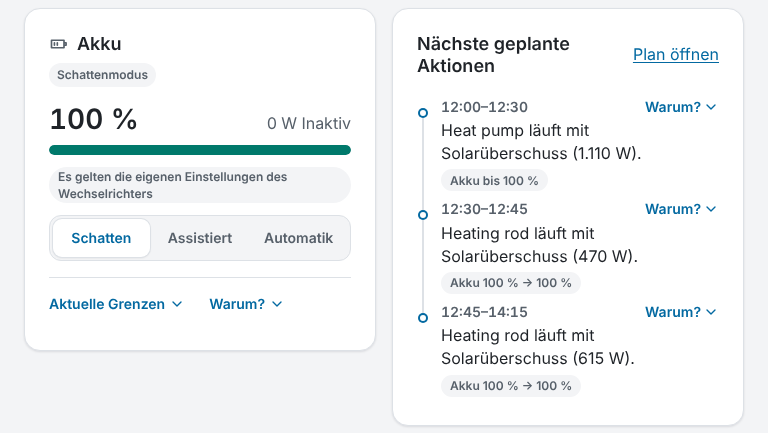 Akku
Schattenmodus
100 %
0 W Inaktiv
Es gelten die eigenen Einstellungen des
Wechselrichters
Schatten
Assistiert
Automatik
Aktuelle Grenzen
Warum?
Nächste geplante
Aktionen
Plan öffnen
12:00–12:30
Warum?
Heat pump läuft mit
Solarüberschuss (1.110 W).
Akku bis 100 %
12:30–12:45
Warum?
Heating rod läuft mit
Solarüberschuss (470 W).
Akku 100 % → 100 %
12:45–14:15
Warum?
Heating rod läuft mit
Solarüberschuss (615 W).
Akku 100 % → 100 %